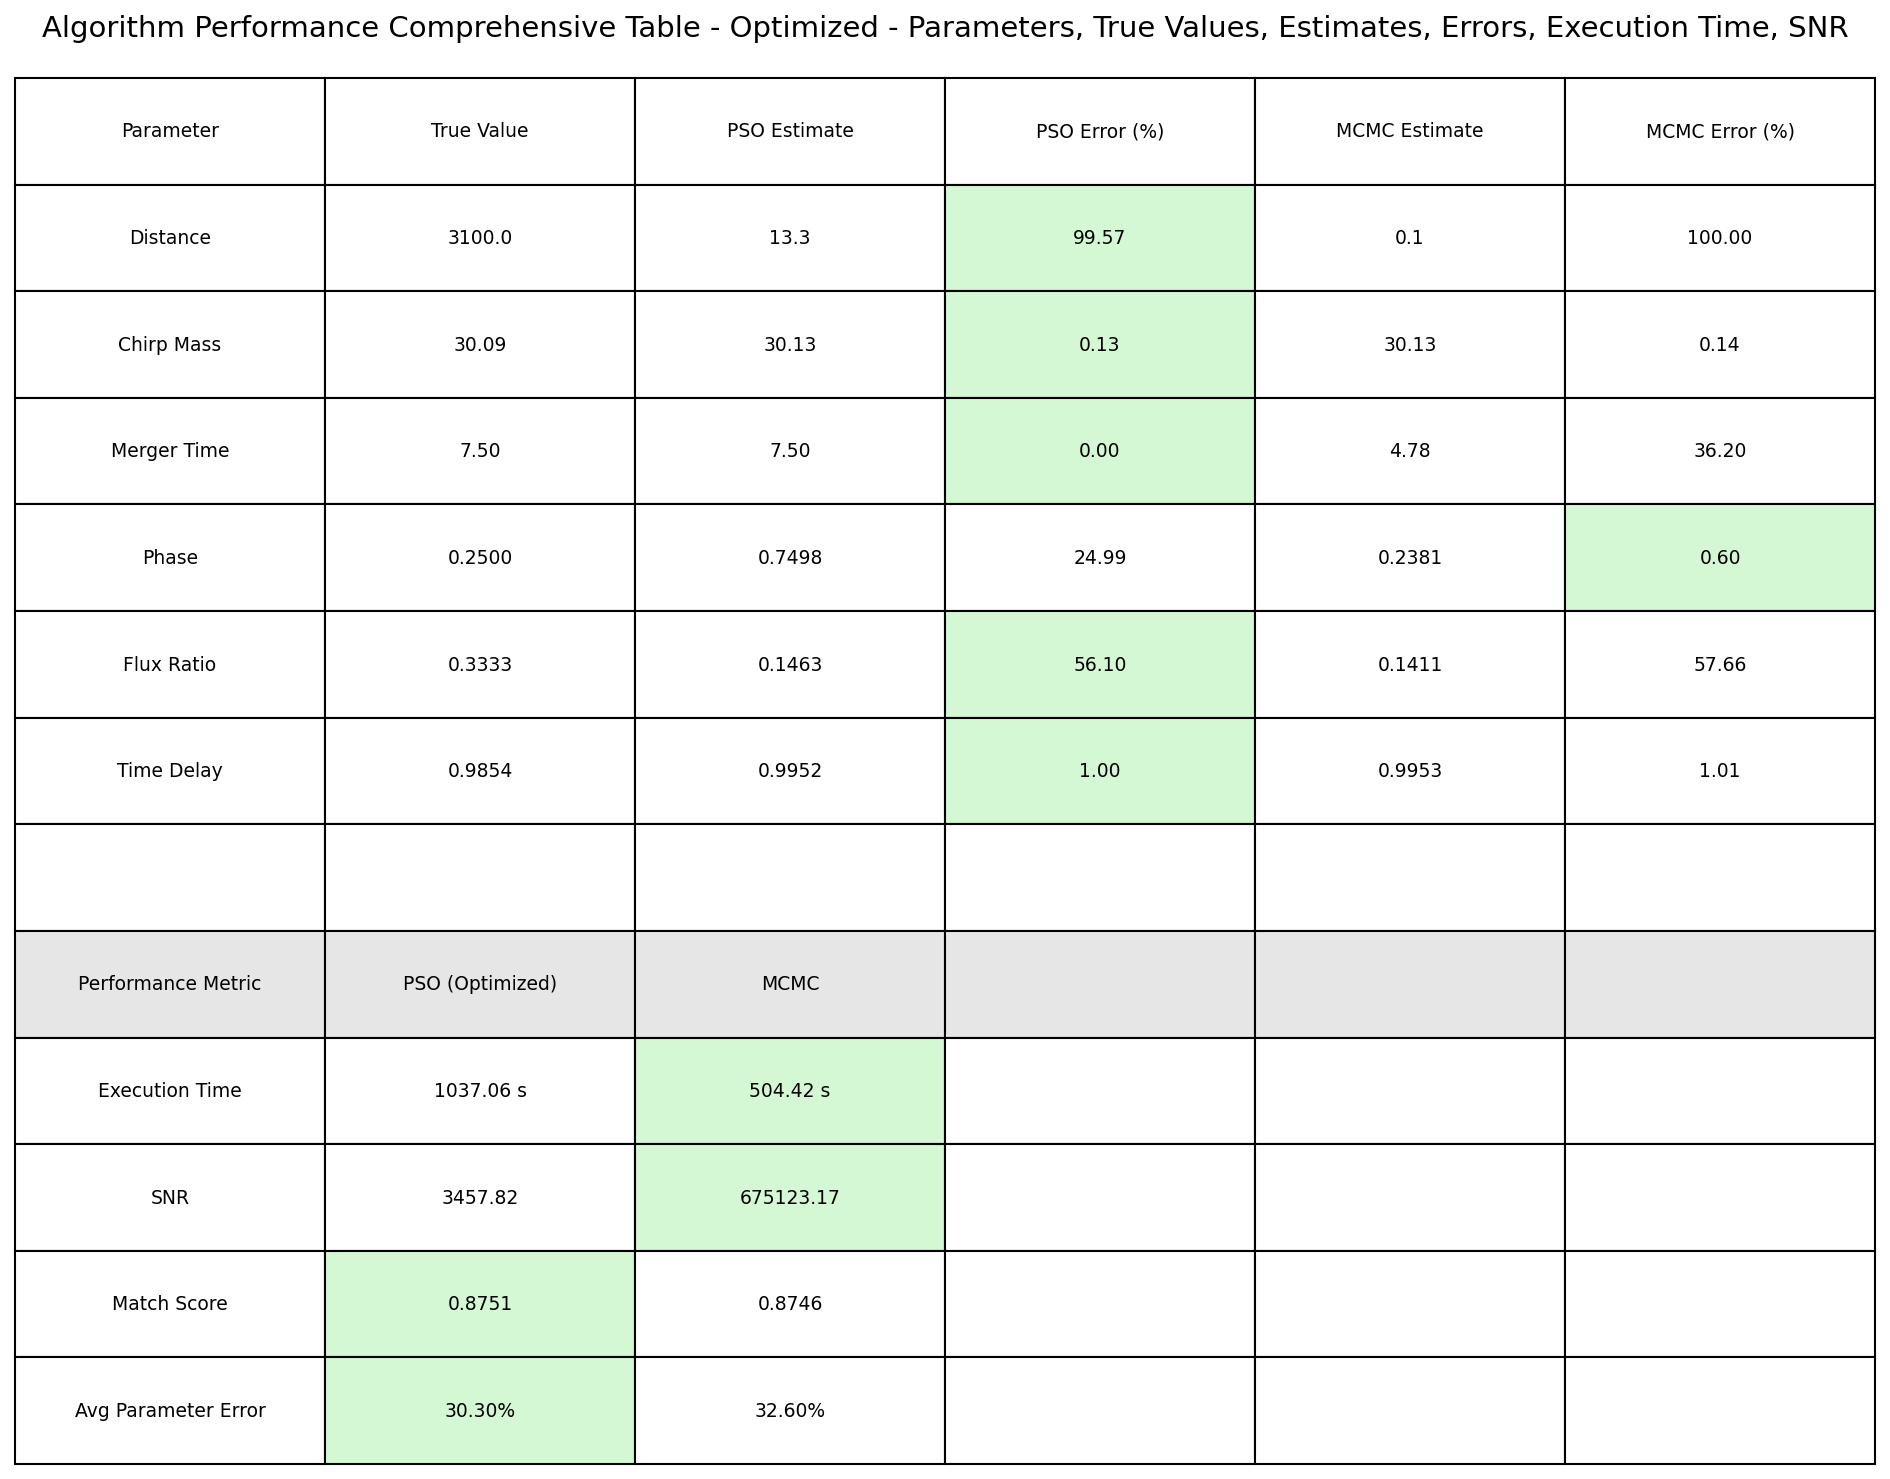 Algorithm Performance Comprehensive Table - Optimized - Parameters, True Values, Estimates, Errors, Execution Time, SNR
Parameter True Value PSO Estimate PSO Error (%) MCMC Estimate MCMC Error (%)
Distance 3100.0 13.3 99.57 0.1 100.00
Chirp Mass 30.09 30.13 0.13 30.13 0.14
Merger Time 7.50 7.50 0.00 4.78 36.20
Phase 0.2500 0.7498 24.99 0.2381 0.60
Flux Ratio 0.3333 0.1463 56.10 0.1411 57.66
Time Delay 0.9854 0.9952 1.00 0.9953 1.01
Performance Metric PSO (Optimized) MCMC
Execution Time 1037.06 s 504.42 s
SNR 3457.82 675123.17
Match Score 0.8751 0.8746
Avg Parameter Error 30.30% 32.60%